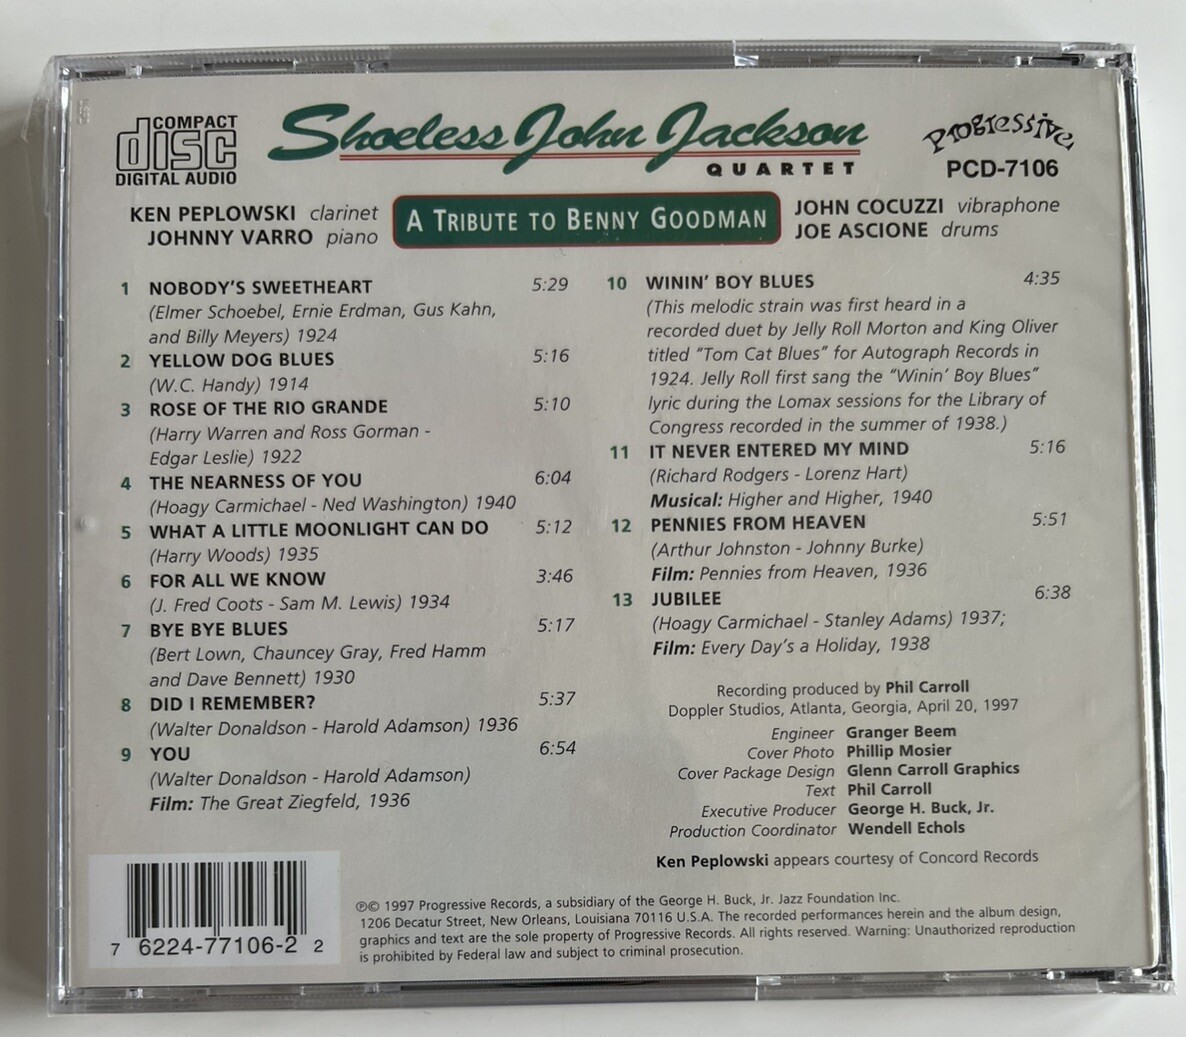 COMPACT
disc
DIGITAL AUDIO
Shoeless John Jackson
QUARTET
Progressive
PCD-7106
KEN PEPLOWSKI clarinet
JOHNNY VARRO piano
A TRIBUTE TO BENNY GOODMAN
JOHN COCUZZI vibraphone
JOE ASCIONE drums
1 NOBODY'S SWEETHEART 5:29
(Elmer Schoebel, Ernie Erdman, Gus Kahn,
and Billy Meyers) 1924
2 YELLOW DOG BLUES 5:16
(W.C. Handy) 1914
3 ROSE OF THE RIO GRANDE 5:10
(Harry Warren and Ross Gorman -
Edgar Leslie) 1922
4 THE NEARNESS OF YOU 6:04
(Hoagy Carmichael - Ned Washington) 1940
5 WHAT A LITTLE MOONLIGHT CAN DO 5:12
(Harry Woods) 1935
6 FOR ALL WE KNOW 3:46
(J. Fred Coots - Sam M. Lewis) 1934
7 BYE BYE BLUES 5:17
(Bert Lown, Chauncey Gray, Fred Hamm
and Dave Bennett) 1930
8 DID I REMEMBER? 5:37
(Walter Donaldson - Harold Adamson) 1936
9 YOU 6:54
(Walter Donaldson - Harold Adamson)
Film: The Great Ziegfeld, 1936
10 WININ' BOY BLUES 4:35
(This melodic strain was first heard in a
recorded duet by Jelly Roll Morton and King Oliver
titled "Tom Cat Blues" for Autograph Records in
1924. Jelly Roll first sang the "Winin' Boy Blues"
lyric during the Lomax sessions for the Library of
Congress recorded in the summer of 1938.)
11 IT NEVER ENTERED MY MIND 5:16
(Richard Rodgers - Lorenz Hart)
Musical: Higher and Higher, 1940
12 PENNIES FROM HEAVEN 5:51
(Arthur Johnston - Johnny Burke)
Film: Pennies from Heaven, 1936
13 JUBILEE 6:38
(Hoagy Carmichael - Stanley Adams) 1937;
Film: Every Day's a Holiday, 1938
Recording produced by Phil Carroll
Doppler Studios, Atlanta, Georgia, April 20, 1997
Engineer Granger Beem
Cover Photo Phillip Mosier
Cover Package Design Glenn Carroll Graphics
Text Phil Carroll
Executive Producer George H. Buck, Jr.
Production Coordinator Wendell Echols
Ken Peplowski appears courtesy of Concord Records
℗© 1997 Progressive Records, a subsidiary of the George H. Buck, Jr. Jazz Foundation Inc.
1206 Decatur Street, New Orleans, Louisiana 70116 U.S.A. The recorded performances herein and the album design,
graphics and text are the sole property of Progressive Records. All rights reserved. Warning: Unauthorized reproduction
is prohibited by Federal law and subject to criminal prosecution.
7 6224-77106-2 2